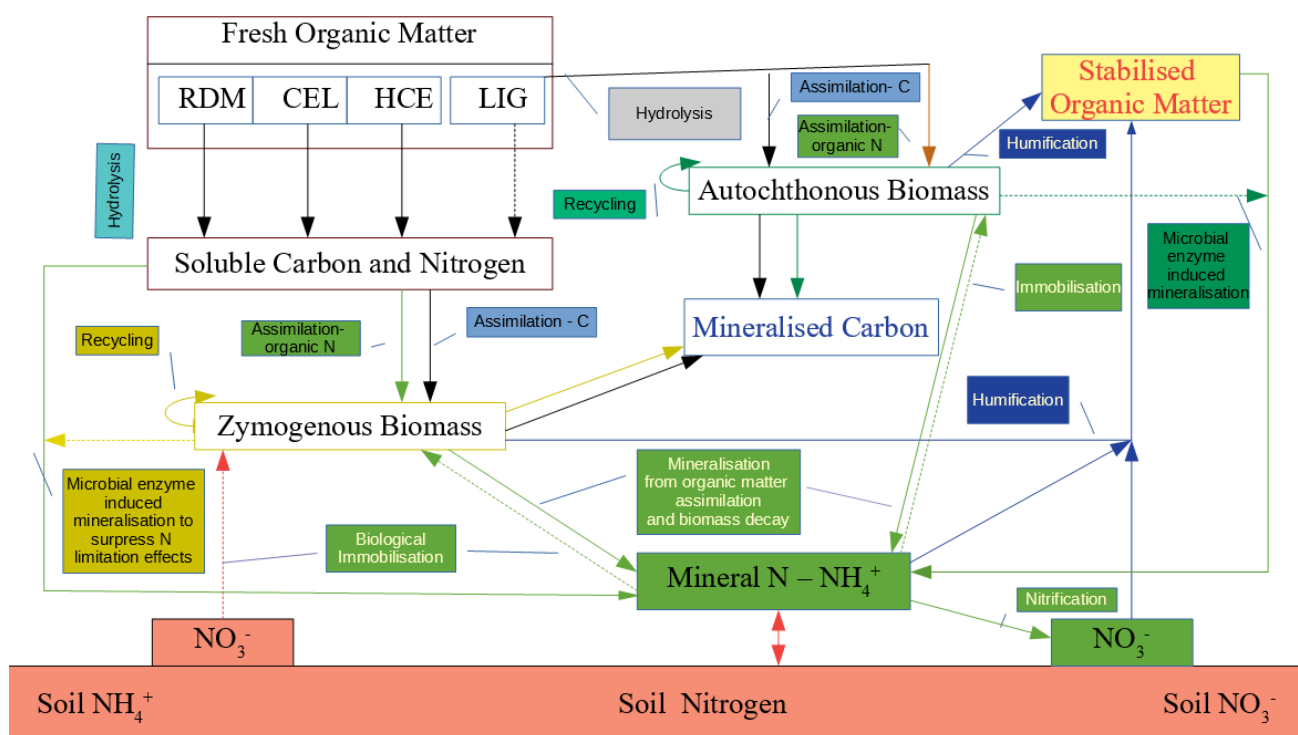 Fresh Organic Matter
RDM
CEL
HCE
LIG
Hydrolysis
Hydrolysis
Assimilation- C
Assimilation-
organic N
Stabilised
Organic Matter
Humification
Autochthonous Biomass
Recycling
Soluble Carbon and Nitrogen
Microbial
enzyme
induced
mineralisation
Immobilisation
Assimilation-
organic N
Assimilation - C
Mineralised Carbon
Recycling
Zymogenous Biomass
Humification
Microbial enzyme
induced
mineralisation to
surpress N
limitation effects
Mineralisation
from organic matter
assimilation
and biomass decay
Biological
Immobilisation
Mineral N – NH₄⁺
Nitrification
NO₃⁻
NO₃⁻
Soil NH₄⁺
Soil Nitrogen
Soil NO₃⁻